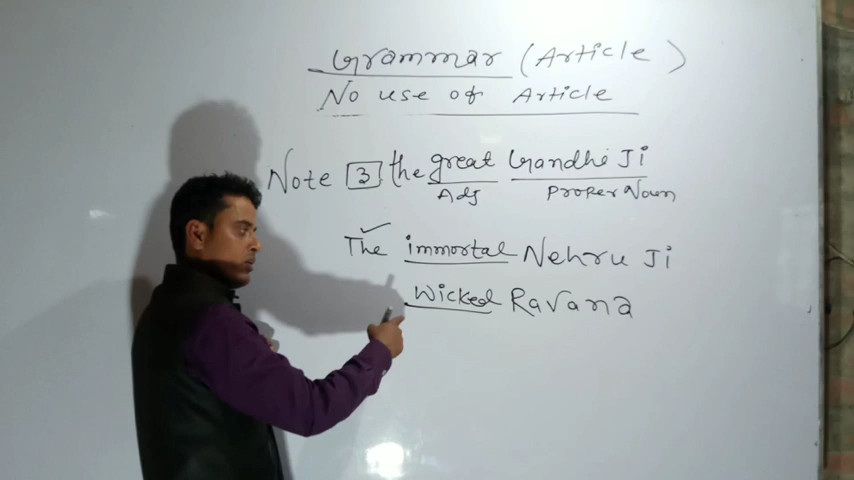 Grammar (Article)
No use of Article
Note 3 the great Gandhi Ji
Adj Proper Noun
The immortal Nehru Ji
Wicked Ravana